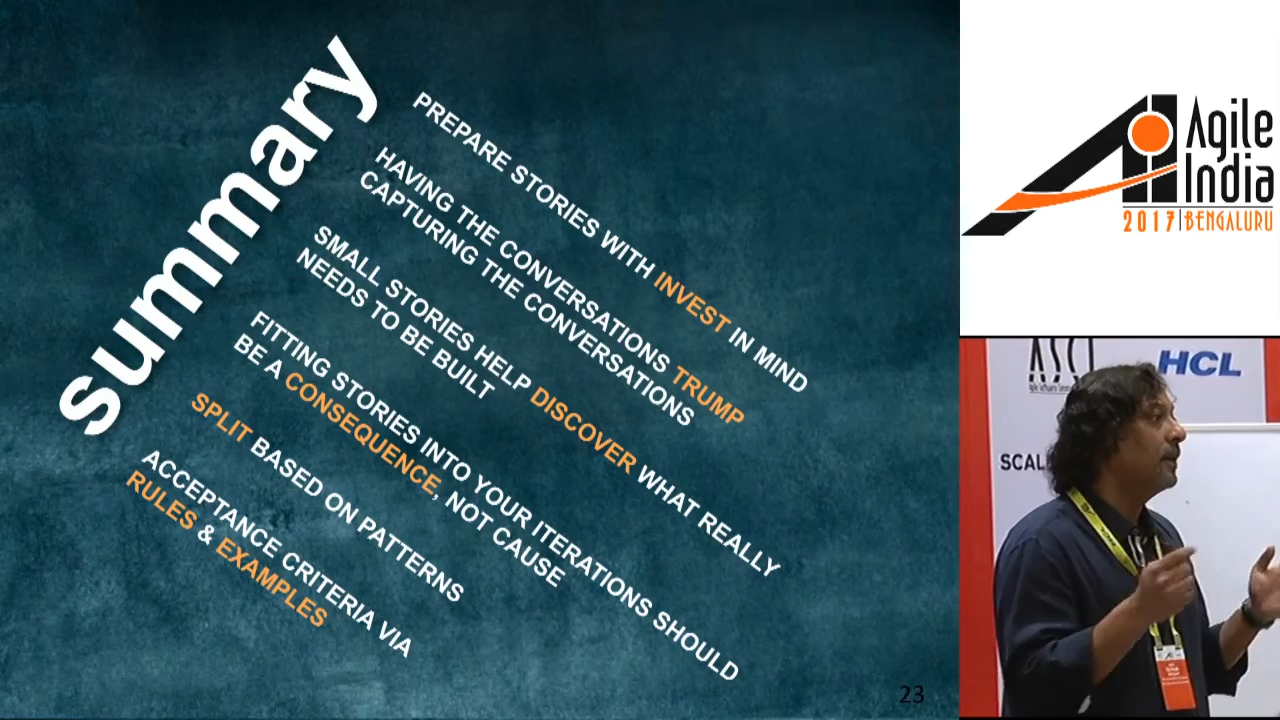 summary
PREPARE STORIES WITH INVEST IN MIND
HAVING THE CONVERSATIONS TRUMP
CAPTURING THE CONVERSATIONS
SMALL STORIES HELP DISCOVER WHAT REALLY
NEEDS TO BE BUILT
FITTING STORIES INTO YOUR ITERATIONS SHOULD
BE A CONSEQUENCE, NOT CAUSE
SPLIT BASED ON PATTERNS
ACCEPTANCE CRITERIA VIA
RULES & EXAMPLES
23
Agile
India
2017 | BENGALURU
ASCI
HCL
SCAL